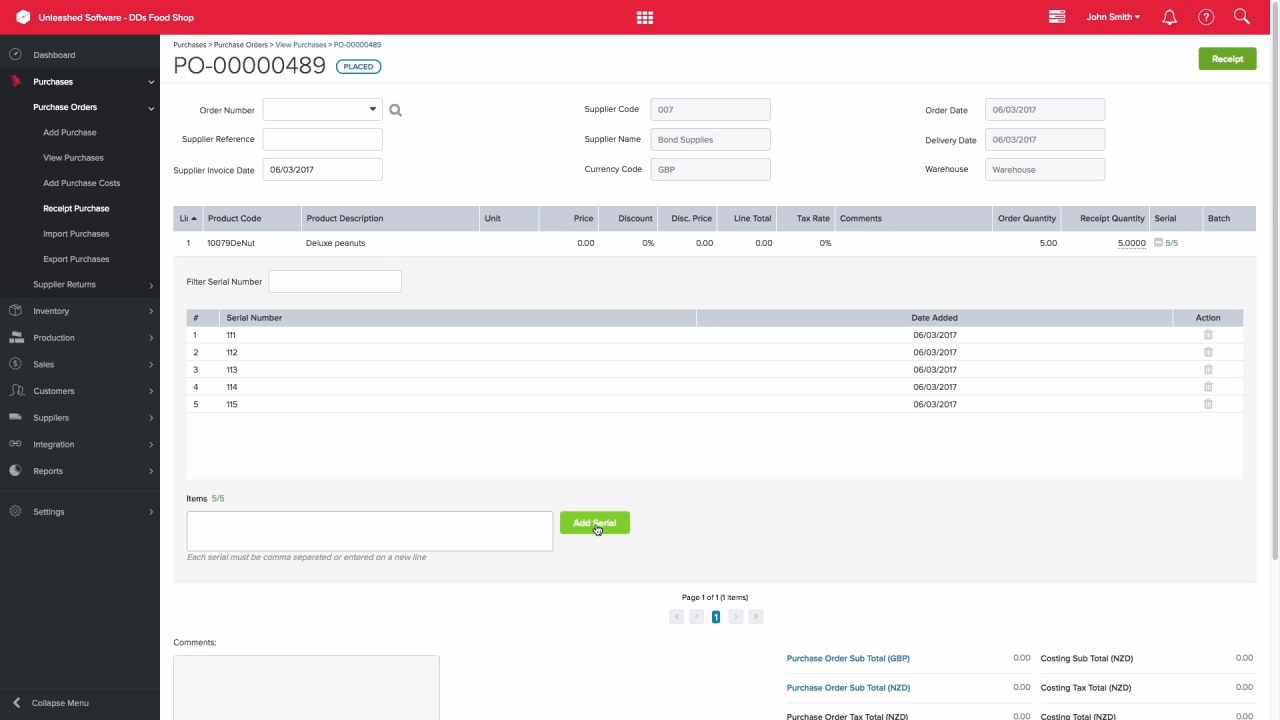 Unleashed Software - DDs Food Shop
John Smith
?
Dashboard
Purchases
Purchase Orders
Add Purchase
View Purchases
Add Purchase Costs
Receipt Purchase
Import Purchases
Export Purchases
Supplier Returns
Inventory
Production
Sales
Customers
Suppliers
Integration
Reports
Settings
Collapse Menu
Purchases > Purchase Orders > View Purchases > PO-00000489
PO-00000489 PLACED
Receipt
Order Number
Supplier Code 007
Order Date 06/03/2017
Supplier Reference
Supplier Name Bond Supplies
Delivery Date 06/03/2017
Supplier Invoice Date 06/03/2017
Currency Code GBP
Warehouse Warehouse
Li Product Code Product Description Unit Price Discount Disc. Price Line Total Tax Rate Comments Order Quantity Receipt Quantity Serial Batch
1 10079DeNut Deluxe peanuts 0.00 0% 0.00 0.00 0% 5.00 5.0000 5/5
Filter Serial Number
# Serial Number Date Added Action
1 111 06/03/2017
2 112 06/03/2017
3 113 06/03/2017
4 114 06/03/2017
5 115 06/03/2017
Items 5/5
Add Serial
Each serial must be comma separated or entered on a new line
Page 1 of 1 (1 items)
« ‹ 1 › »
Comments:
Purchase Order Sub Total (GBP) 0.00 Costing Sub Total (NZD) 0.00
Purchase Order Sub Total (NZD) 0.00 Costing Tax Total (NZD) 0.00
Purchase Order Tax Total (NZD) 0.00 Costing Total (NZD) 0.00